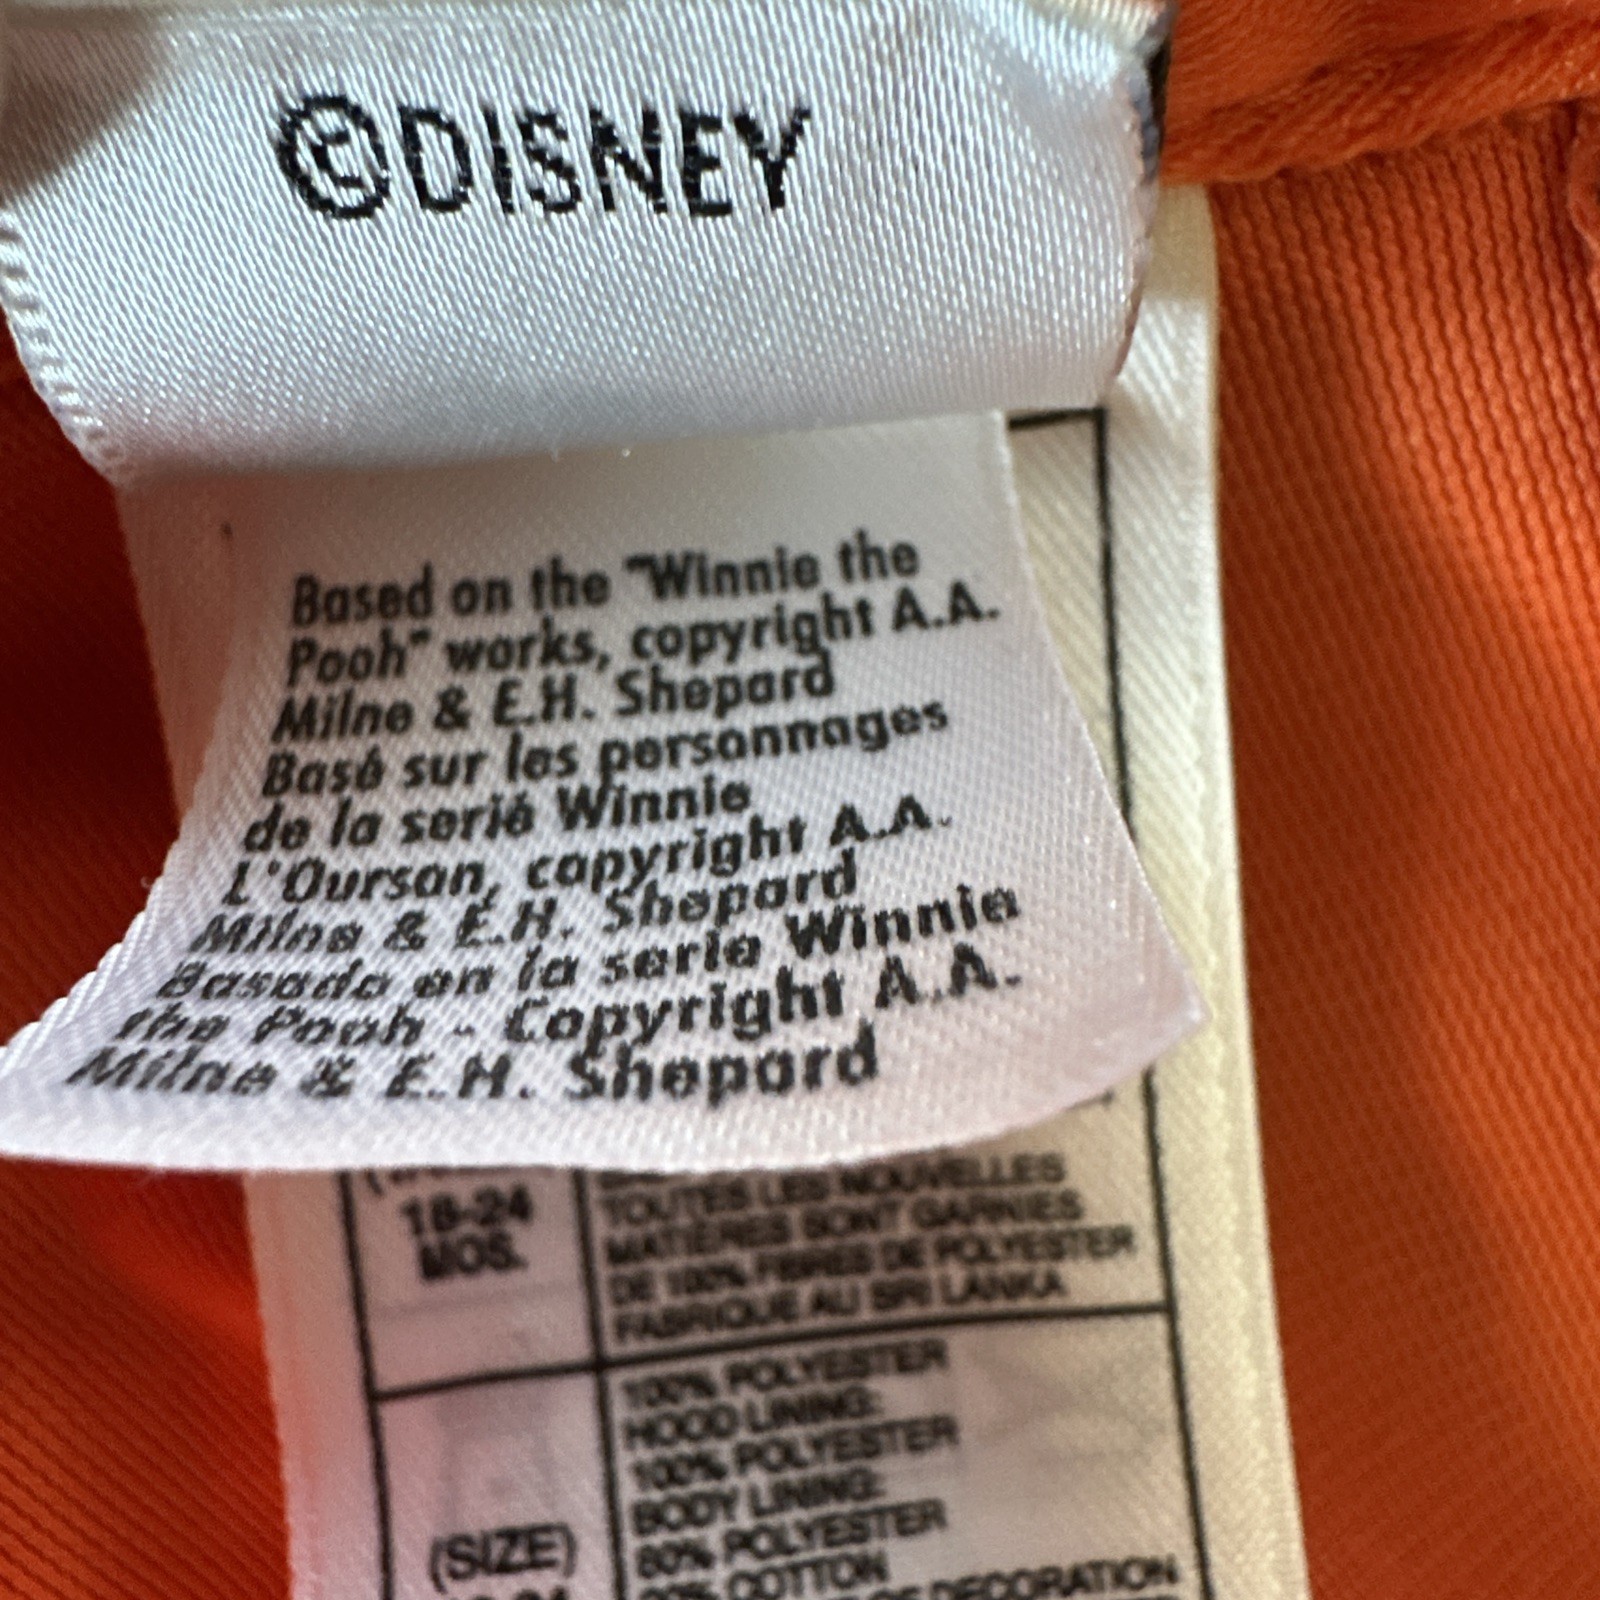 ©DISNEY
Based on the "Winnie the
Pooh" works, copyright A.A.
Milne & E.H. Shepard
Basé sur les personnages
de la serié Winnie
L'Ourson, copyright A.A.
Milne & E.H. Shepard
Basado en la serie Winnie
the Pooh - Copyright A.A.
Milne & E.H. Shepard
18-24
MOS.
TOUTES LES NOUVELLES
MATIÈRES SONT GARNIES
DE 100% FIBRES DE POLYESTER
FABRIQUE AU SRI LANKA
100% POLYESTER
HOOD LINING:
100% POLYESTER
BODY LINING:
80% POLYESTER
COTTON
(SIZE)
DECORATION